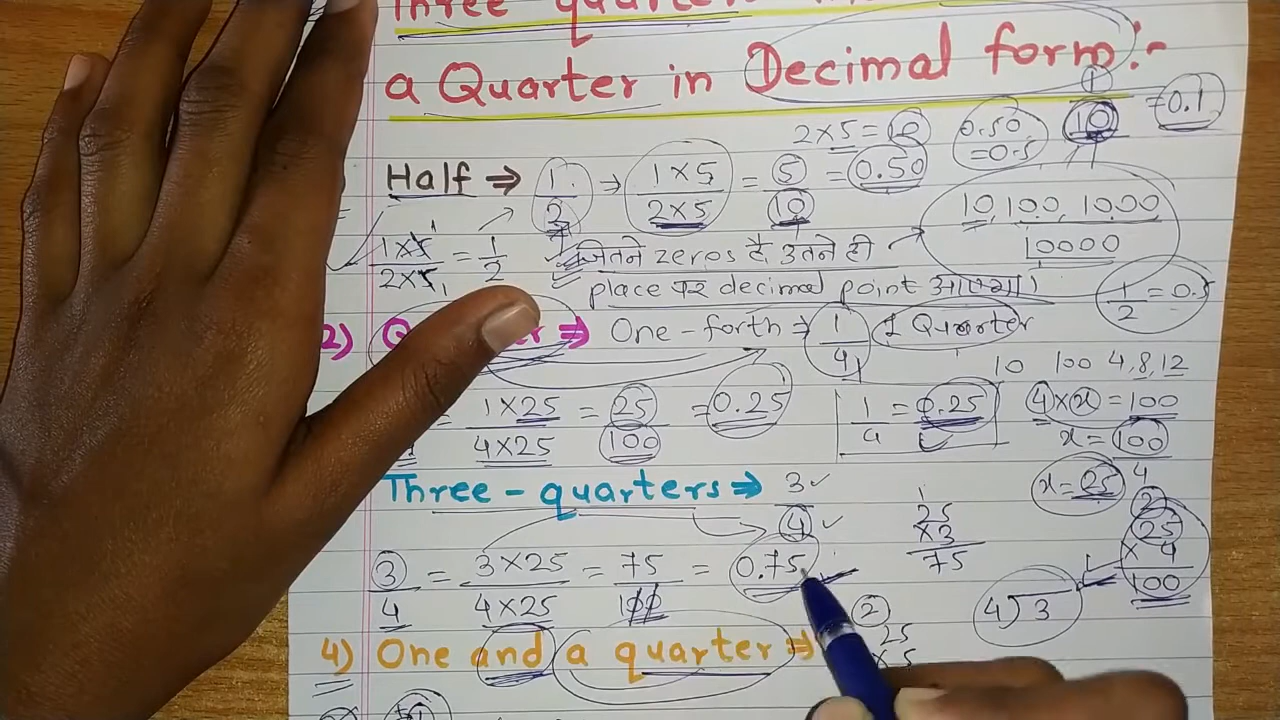 Three quarter
a Quarter in Decimal form:-
1/10 = 0.1
2×5=10 0.50 = 0.5
Half ⇒ 1/2 ⇒ 1×5/2×5 = 5/10 = 0.50
10, 100, 1000
10000
1×5/2×5 = 1/2 जितने zeros है उतने ही
place पर decimal point आएगा। 1/2 = 0.5
2) One-forth ⇒ 1/4 1 Quarter
10 100 4,8,12
= 1×25/4×25 = 25/100 = 0.25 1/4 = 0.25 4×x=100
x=100/4
Three-quarters ⇒ 3/4 x=25
25 ×3 75
25 × 4 100
3/4 = 3×25/4×25 = 75/100 = 0.75
4)3
2 25 ×5
4) One and a quarter ⇒